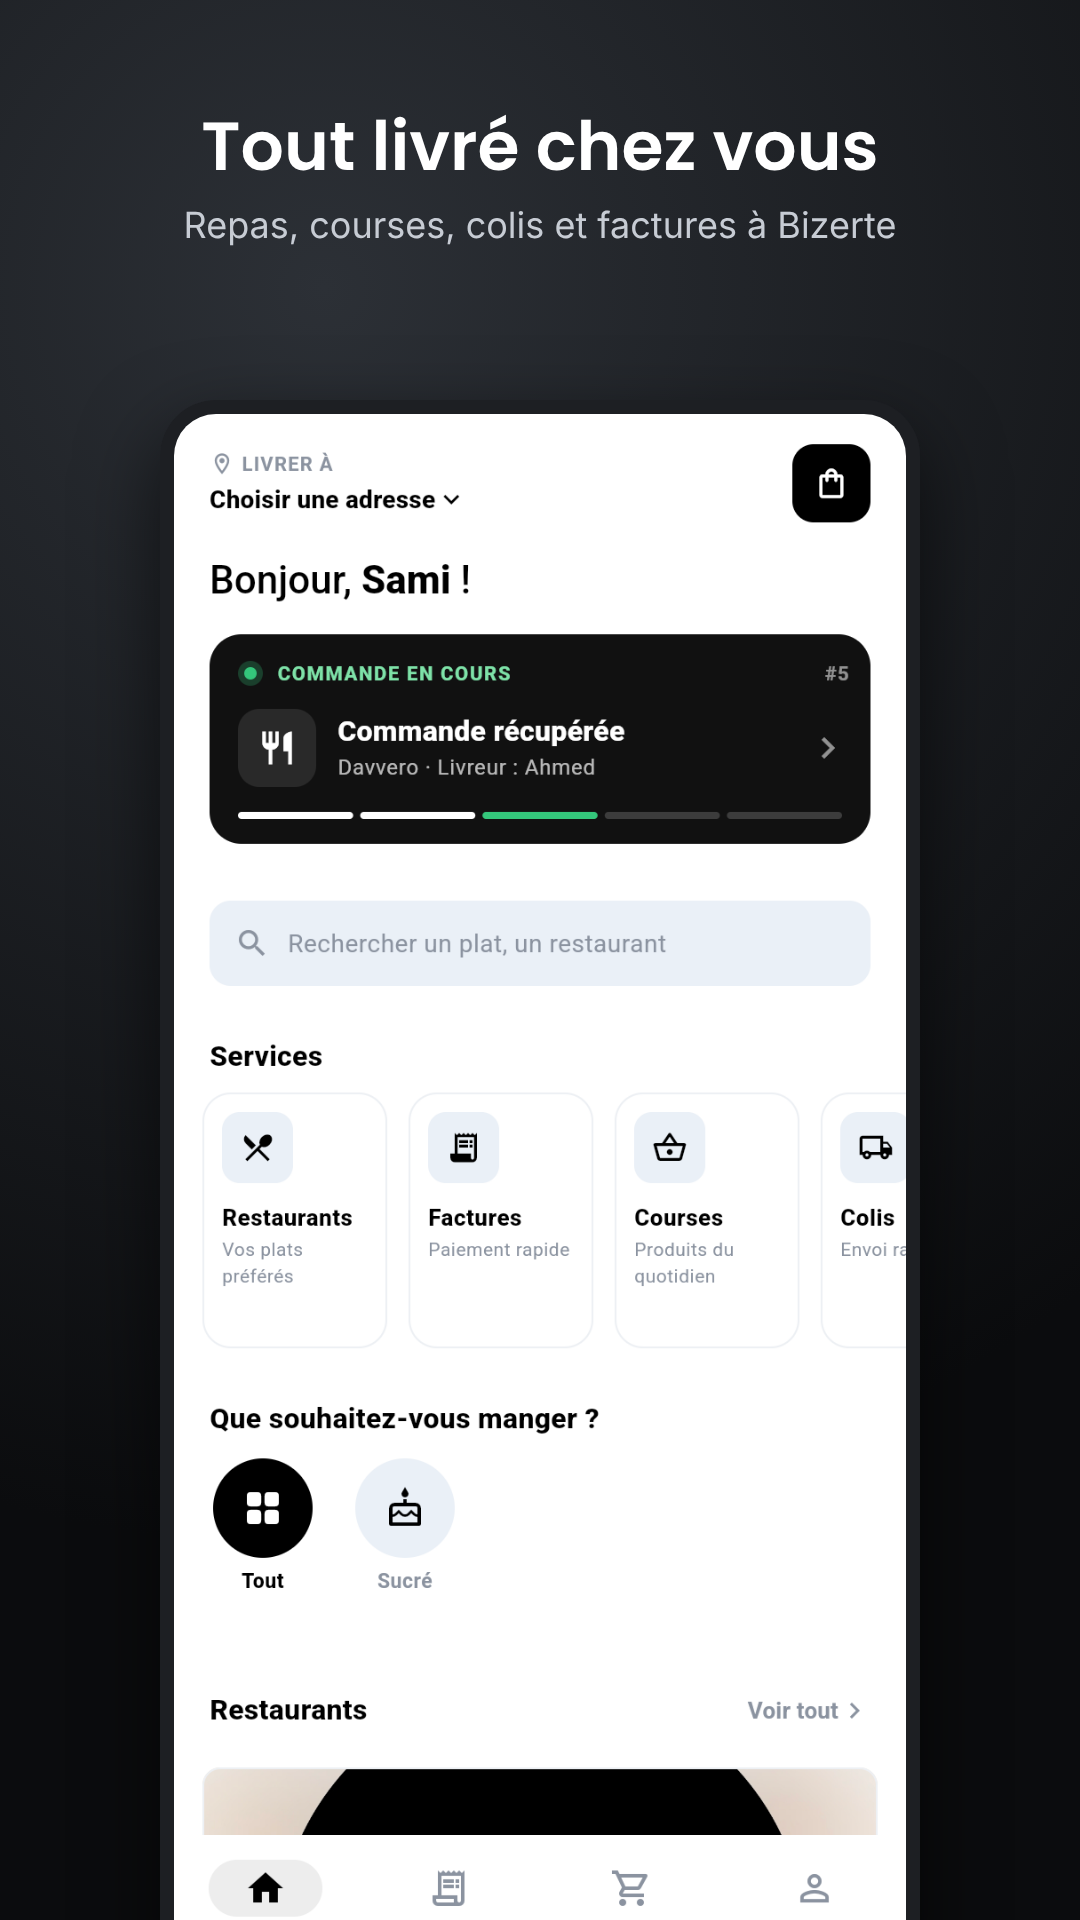 Tout livré chez vous
Repas, courses, colis et factures à Bizerte
LIVRER À
Choisir une adresse
Bonjour, Sami !
COMMANDE EN COURS
#5
Commande récupérée
Davvero · Livreur : Ahmed
Rechercher un plat, un restaurant
Services
Restaurants
Vos plats
préférés
Factures
Paiement rapide
Courses
Produits du
quotidien
Colis
Envoi ra
Que souhaitez-vous manger ?
Tout
Sucré
Restaurants
Voir tout